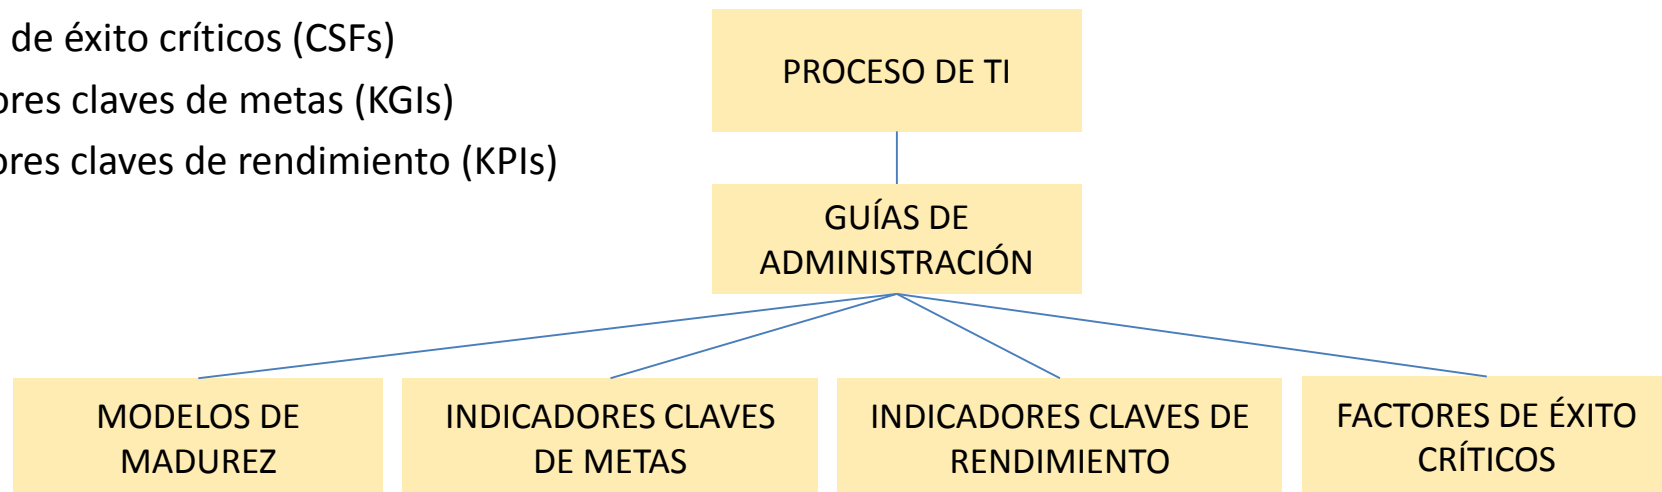 de éxito críticos (CSFs)
ores claves de metas (KGIs)
ores claves de rendimiento (KPIs)
PROCESO DE TI
GUÍAS DE
ADMINISTRACIÓN
MODELOS DE
MADUREZ
INDICADORES CLAVES
DE METAS
INDICADORES CLAVES DE
RENDIMIENTO
FACTORES DE ÉXITO
CRÍTICOS